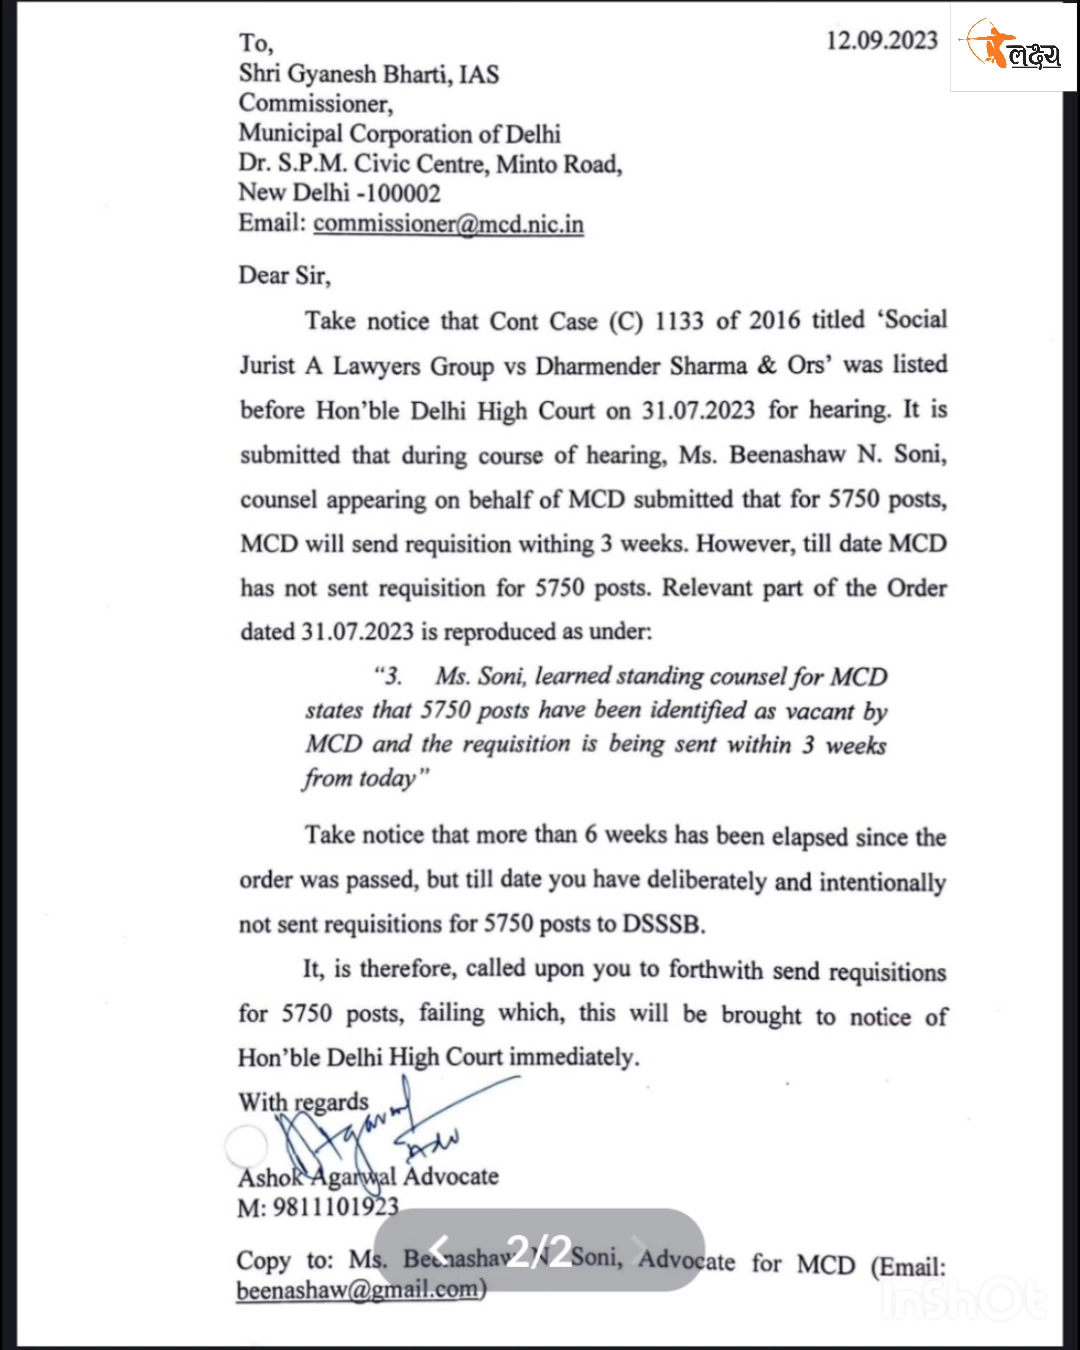 To,
12.09.2023
लक्ष्य
Shri Gyanesh Bharti, IAS
Commissioner,
Municipal Corporation of Delhi
Dr. S.P.M. Civic Centre, Minto Road,
New Delhi -100002
Email: commissioner@mcd.nic.in
Dear Sir,
Take notice that Cont Case (C) 1133 of 2016 titled ‘Social
Jurist A Lawyers Group vs Dharmender Sharma & Ors’ was listed
before Hon’ble Delhi High Court on 31.07.2023 for hearing. It is
submitted that during course of hearing, Ms. Beenashaw N. Soni,
counsel appearing on behalf of MCD submitted that for 5750 posts,
MCD will send requisition withing 3 weeks. However, till date MCD
has not sent requisition for 5750 posts. Relevant part of the Order
dated 31.07.2023 is reproduced as under:
“3. Ms. Soni, learned standing counsel for MCD
states that 5750 posts have been identified as vacant by
MCD and the requisition is being sent within 3 weeks
from today”
Take notice that more than 6 weeks has been elapsed since the
order was passed, but till date you have deliberately and intentionally
not sent requisitions for 5750 posts to DSSSB.
It, is therefore, called upon you to forthwith send requisitions
for 5750 posts, failing which, this will be brought to notice of
Hon’ble Delhi High Court immediately.
With regards
Agarwal
Adv
Ashok Agarwal Advocate
M: 9811101923
2/2
Copy to: Ms. Beenashaw N. Soni, Advocate for MCD (Email:
beenashaw@gmail.com)
InShOt